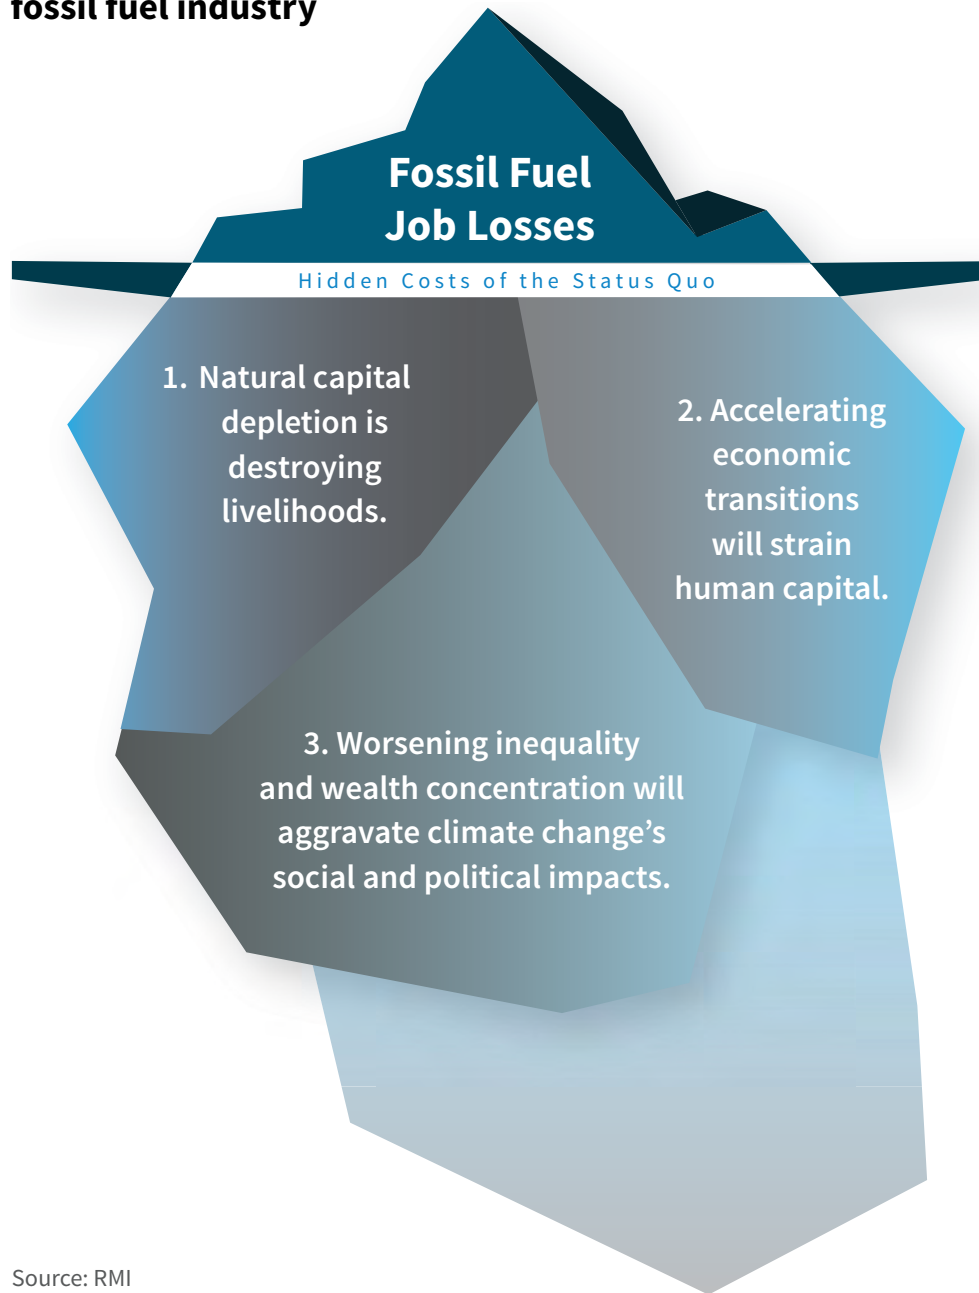 fossil fuel industry
Fossil Fuel
Job Losses
Hidden Costs of the Status Quo
1. Natural capital
depletion is
destroying
livelihoods.
2. Accelerating
economic
transitions
will strain
human capital.
3. Worsening inequality
and wealth concentration will
aggravate climate change’s
social and political impacts.
Source: RMI